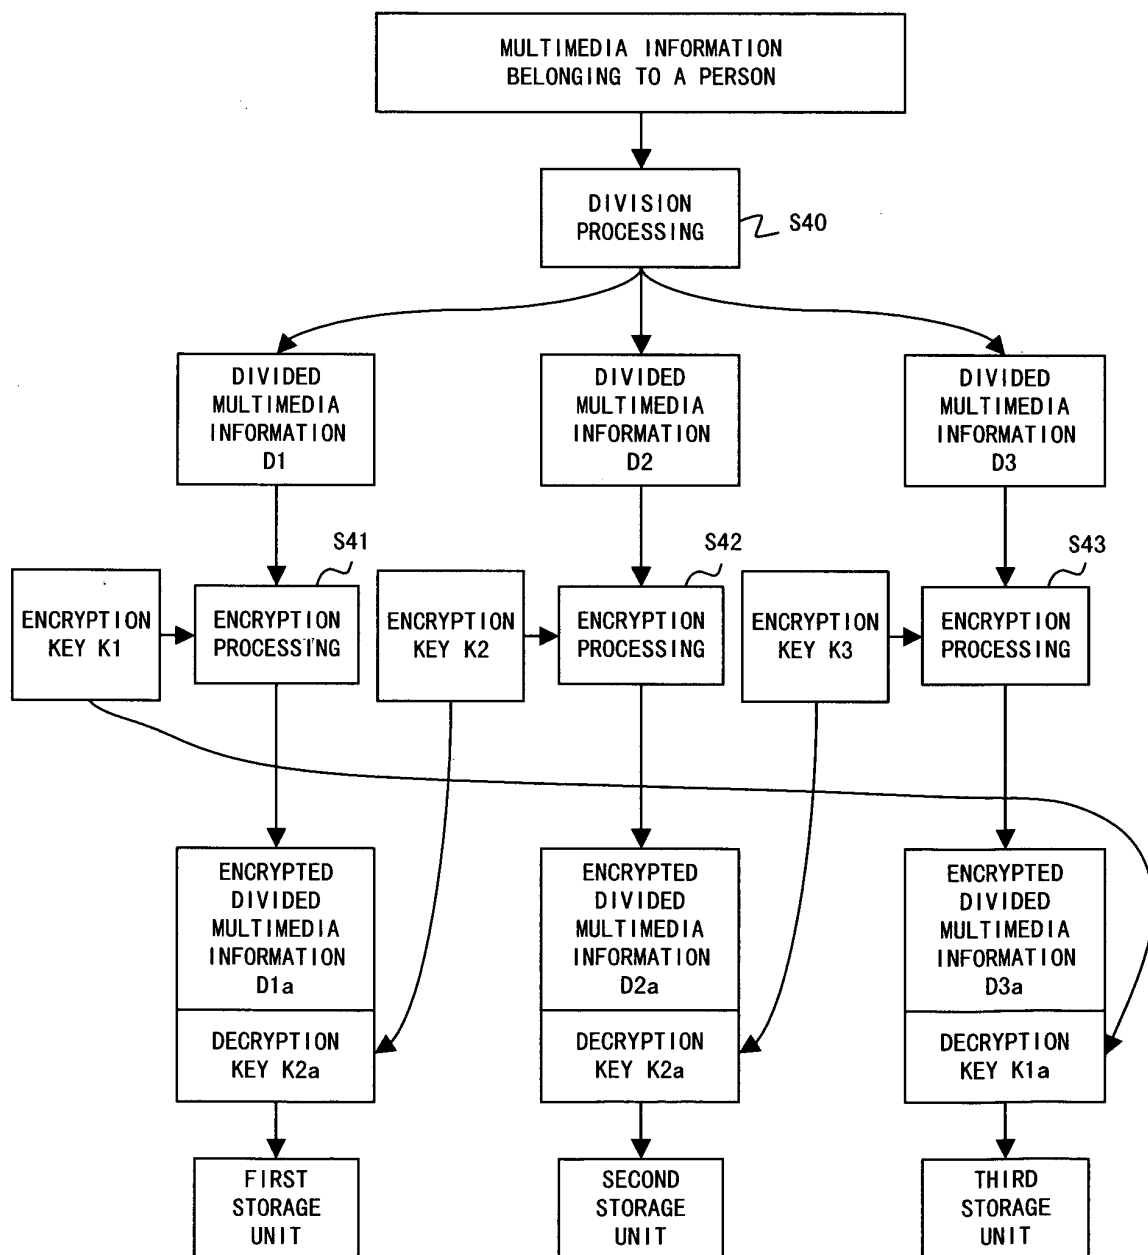 MULTIMEDIA INFORMATION
BELONGING TO A PERSON
DIVISION
PROCESSING
S40
DIVIDED
MULTIMEDIA
INFORMATION
D1
DIVIDED
MULTIMEDIA
INFORMATION
D2
DIVIDED
MULTIMEDIA
INFORMATION
D3
S41
S42
S43
ENCRYPTION
KEY K1
ENCRYPTION
PROCESSING
ENCRYPTION
KEY K2
ENCRYPTION
PROCESSING
ENCRYPTION
KEY K3
ENCRYPTION
PROCESSING
ENCRYPTED
DIVIDED
MULTIMEDIA
INFORMATION
D1a
DECRYPTION
KEY K2a
ENCRYPTED
DIVIDED
MULTIMEDIA
INFORMATION
D2a
DECRYPTION
KEY K2a
ENCRYPTED
DIVIDED
MULTIMEDIA
INFORMATION
D3a
DECRYPTION
KEY K1a
FIRST
STORAGE
UNIT
SECOND
STORAGE
UNIT
THIRD
STORAGE
UNIT